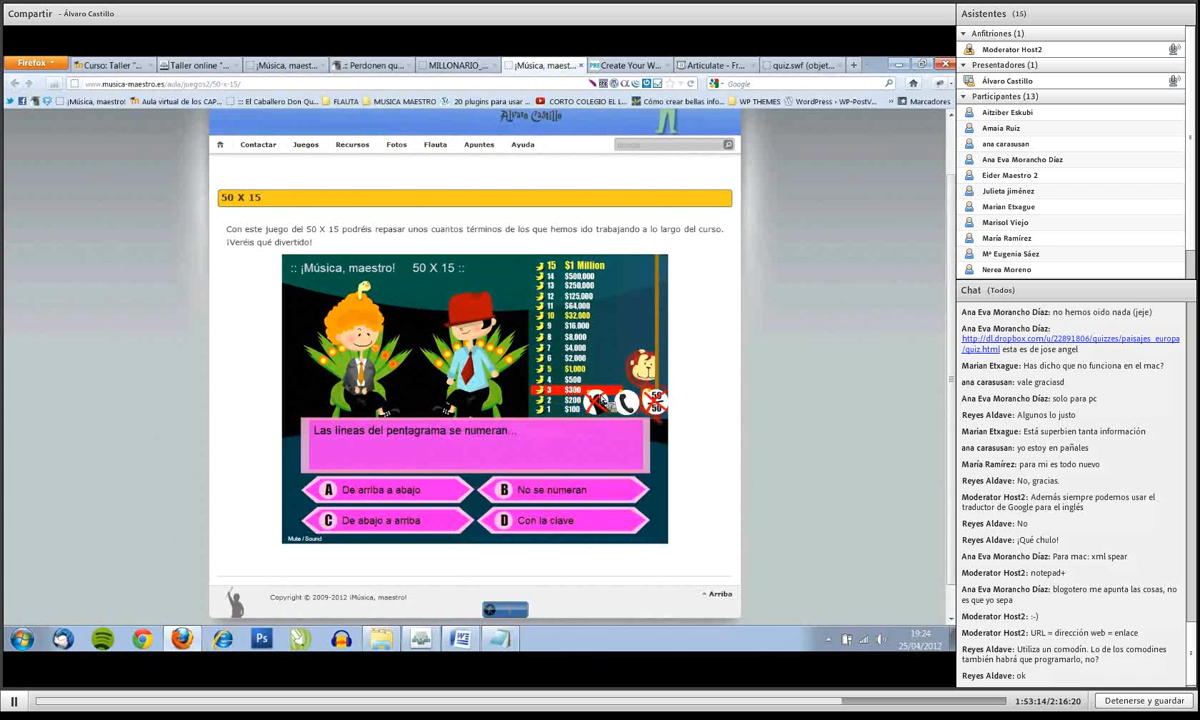 Compartir - Álvaro Castillo
Firefox
Curso: Taller "...
Taller online "...
¡Música, maest...
.:: Perdonen qu...
MILLONARIO_...
¡Música, maest...
PRE Create Your W...
Articulate - Fr...
quiz.swf (objet...
www.musica-maestro.es/aula/juegos2/50-x-15/
Google
¡Música, maestro!
Aula virtual de los CAP...
:: El Caballero Don Qu...
FLAUTA
MUSICA MAESTRO
20 plugins para usar ...
CORTO COLEGIO EL L...
Cómo crear bellas info...
WP THEMES
WordPress › WP-PostV...
Marcadores
Álvaro Castillo
Contactar Juegos Recursos Fotos Flauta Apuntes Ayuda
50 X 15
Con este juego del 50 X 15 podréis repasar unos cuantos términos de los que hemos ido trabajando a lo largo del curso.
¡Veréis qué divertido!
:: ¡Música, maestro! 50 X 15 ::
15 $1 Million
14 $500,000
13 $250,000
12 $125,000
11 $64,000
10 $32,000
9 $16,000
8 $8,000
7 $4,000
6 $2,000
5 $1,000
4 $500
3 $300
2 $200
1 $100
50
50
Las líneas del pentagrama se numeran...
A De arriba a abajo
B No se numeran
C De abajo a arriba
D Con la clave
Mute / Sound
Copyright © 2009-2012 ¡Música, maestro!
Arriba
Ps
19:24
25/04/2012
Asistentes (15)
Anfitriones (1)
Moderator Host2
Presentadores (1)
Álvaro Castillo
Participantes (13)
Aitziber Eskubi
Amaia Ruiz
ana carasusan
Ana Eva Morancho Díaz
Eider Maestro 2
Julieta jiménez
Marian Etxague
Marisol Viejo
María Ramírez
Mª Eugenia Sáez
Nerea Moreno
Chat (Todos)
Ana Eva Morancho Díaz: no hemos oido nada (jeje)
Ana Eva Morancho Díaz:
http://dl.dropbox.com/u/22891806/quizzes/paisajes_europa
/quiz.html esta es de jose angel
Marian Etxague: Has dicho que no funciona en el mac?
ana carasusan: vale graciasd
Ana Eva Morancho Díaz: solo para pc
Reyes Aldave: Algunos lo justo
Marian Etxague: Está superbien tanta información
ana carasusan: yo estoy en pañales
María Ramírez: para mi es todo nuevo
Reyes Aldave: No, gracias.
Moderator Host2: Además siempre podemos usar el
traductor de Google para el inglés
Reyes Aldave: No
Reyes Aldave: ¡Qué chulo!
Ana Eva Morancho Díaz: Para mac: xml spear
Moderator Host2: notepad+
Ana Eva Morancho Díaz: blogotero me apunta las cosas, no
es que yo sepa
Moderator Host2: :-)
Moderator Host2: URL = dirección web = enlace
Reyes Aldave: Utiliza un comodín. Lo de los comodines
también habrá que programarlo, no?
Reyes Aldave: ok
1:53:14/2:16:20
Detenerse y guardar